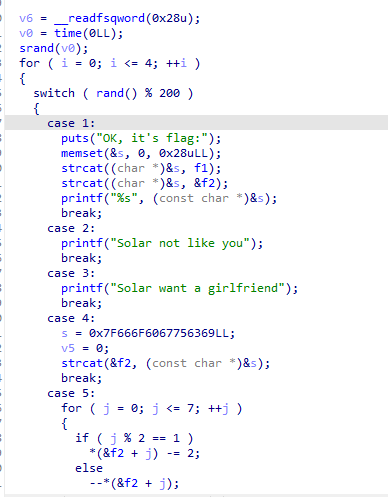 v6 = __readfsqword(0x28u);
v0 = time(0LL);
srand(v0);
for ( i = 0; i <= 4; ++i )
{
switch ( rand() % 200 )
{
case 1:
puts("OK, it's flag:");
memset(&s, 0, 0x28uLL);
strcat((char *)&s, f1);
strcat((char *)&s, &f2);
printf("%s", (const char *)&s);
break;
case 2:
printf("Solar not like you");
break;
case 3:
printf("Solar want a girlfriend");
break;
case 4:
s = 0x7F666F6067756369LL;
v5 = 0;
strcat(&f2, (const char *)&s);
break;
case 5:
for ( j = 0; j <= 7; ++j )
{
if ( j % 2 == 1 )
*(&f2 + j) -= 2;
else
--*(&f2 + j);